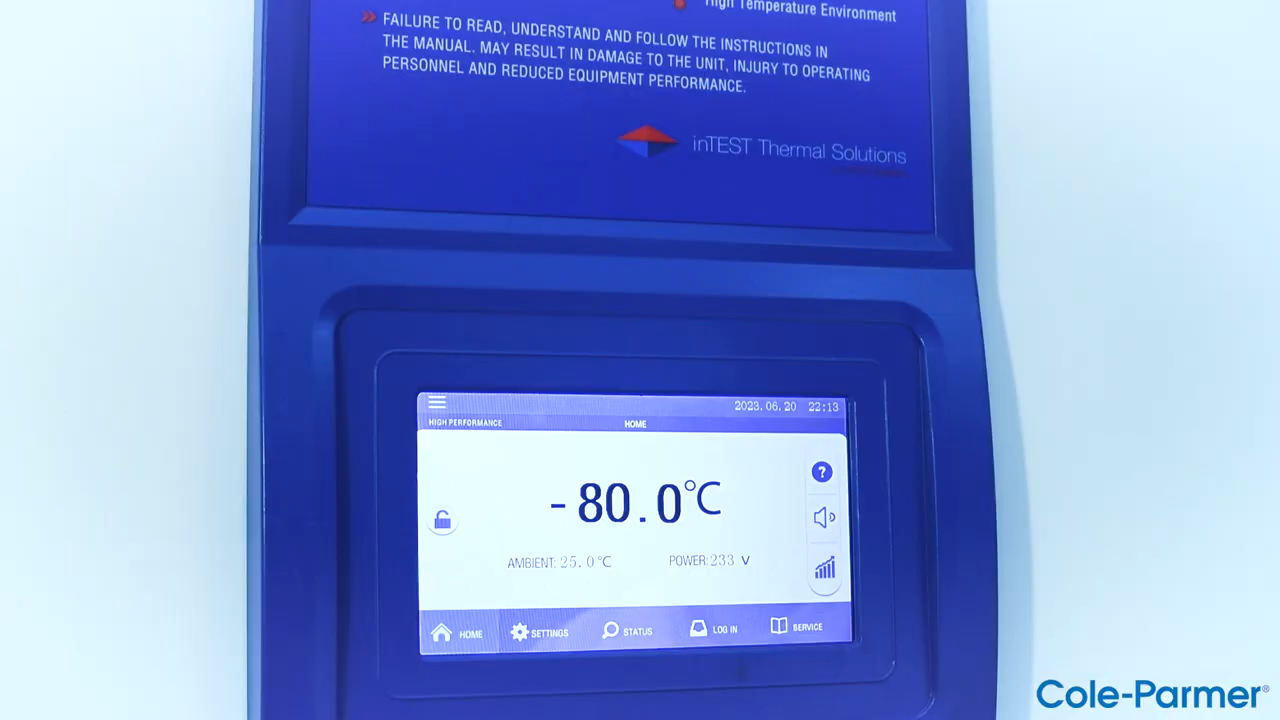 High Temperature Environment
FAILURE TO READ, UNDERSTAND AND FOLLOW THE INSTRUCTIONS IN
THE MANUAL. MAY RESULT IN DAMAGE TO THE UNIT, INJURY TO OPERATING
PERSONNEL AND REDUCED EQUIPMENT PERFORMANCE.
inTEST Thermal Solutions
2023.06.20 22:13
HIGH PERFORMANCE HOME
?
-80.0°C
AMBIENT: 25.0°C POWER:233 V
HOME SETTINGS STATUS LOG IN SERVICE
Cole-Parmer®